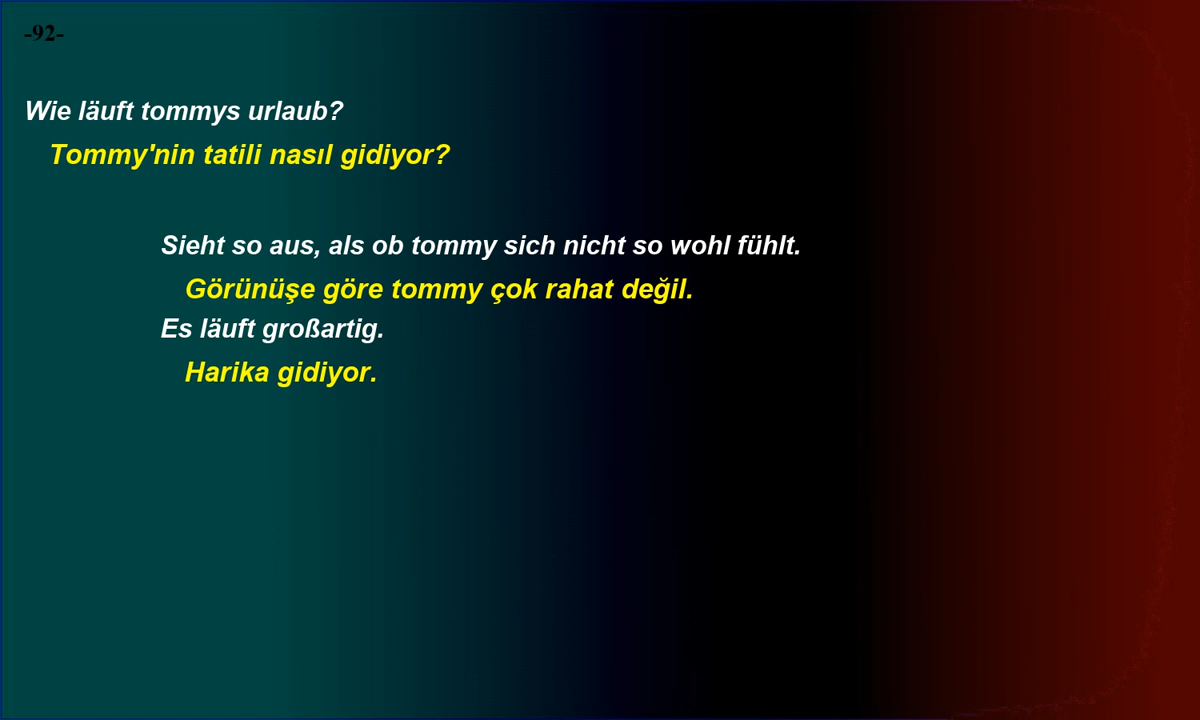 -92-
Wie läuft tommys urlaub?
Tommy'nin tatili nasıl gidiyor?
Sieht so aus, als ob tommy sich nicht so wohl fühlt.
Görünüşe göre tommy çok rahat değil.
Es läuft großartig.
Harika gidiyor.